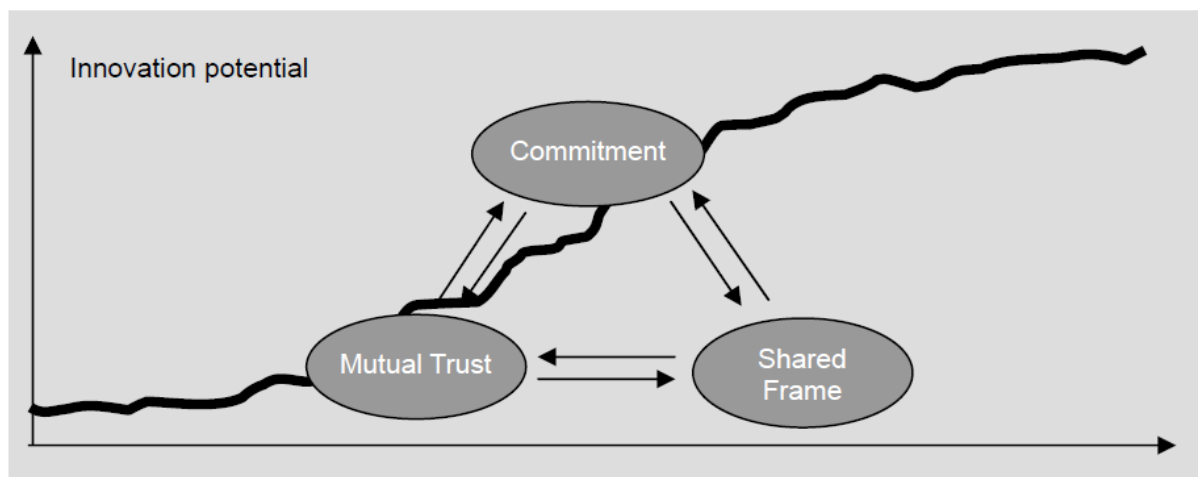 Innovation potential
Commitment
Mutual Trust
Shared
Frame